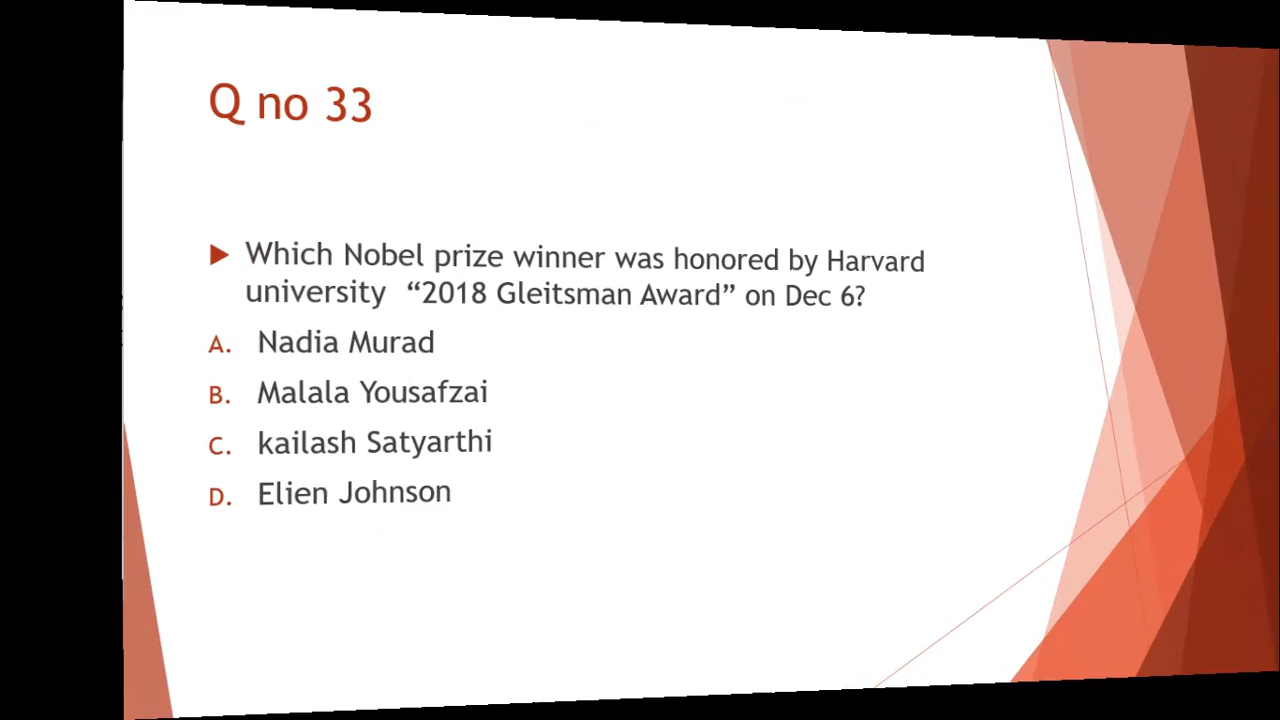 Q no 33
Which Nobel prize winner was honored by Harvard
university “2018 Gleitsman Award” on Dec 6?
A. Nadia Murad
B. Malala Yousafzai
C. kailash Satyarthi
D. Elien Johnson